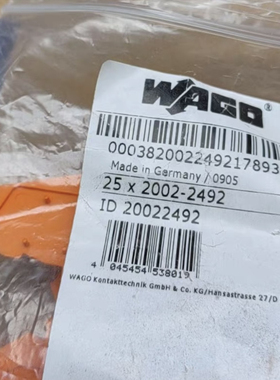 WAGO
000382002249217893
Made in Germany / 0905
25 x 2002-2492
ID 20022492
4 045454 538019
WAGO Kontakttechnik GmbH & Co. KG/Hansastrasse 27/D